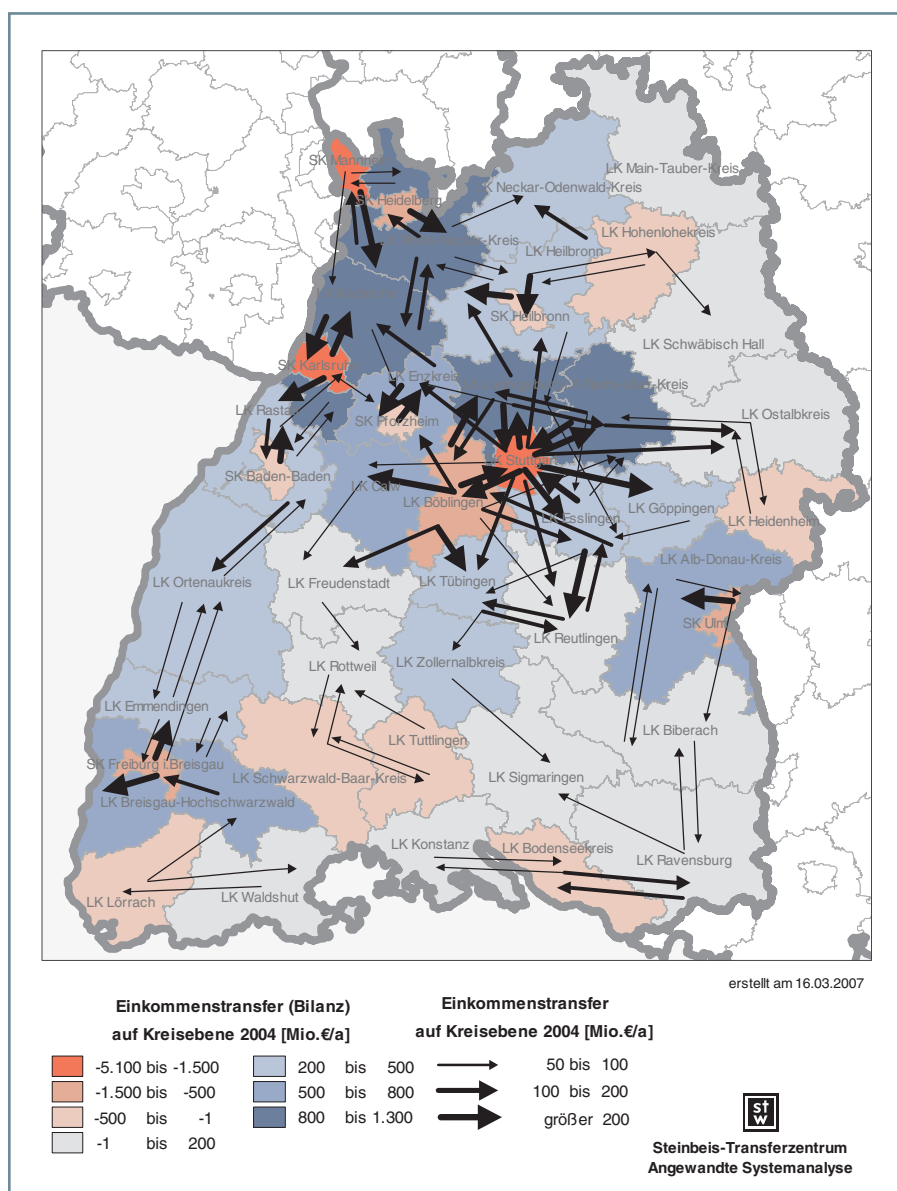 SK Mannheim
LK Main-Tauber-Kreis
Neckar-Odenwald-Kreis
SK Heidelberg
LK Hohenlohekreis
-Kreis
LK Heilbronn
SK Heilbronn
LK Schwäbisch Hall
SK Karlsruhe
LK Enzkreis
-Kreis
LK Rastatt
LK Ostalbkreis
SK Pforzheim
Stuttgart
SK Baden-Baden
LK Calw
LK Böblingen
LK Göppingen
LK Esslingen
LK Heidenheim
LK Alb-Donau-Kreis
LK Ortenaukreis
LK Freudenstadt
LK Tübingen
SK Ulm
LK Reutlingen
LK Rottweil
LK Zollernalbkreis
LK Emmendingen
LK Biberach
LK Tuttlingen
SK Freiburg i.Breisgau
LK Schwarzwald-Baar-Kreis
LK Sigmaringen
LK Breisgau-Hochschwarzwald
LK Konstanz
LK Bodenseekreis
LK Ravensburg
LK Waldshut
LK Lörrach
erstellt am 16.03.2007
Einkommenstransfer (Bilanz)
auf Kreisebene 2004 [Mio.€/a]
-5.100 bis -1.500
-1.500 bis -500
-500 bis -1
-1 bis 200
200 bis 500
500 bis 800
800 bis 1.300
Einkommenstransfer
auf Kreisebene 2004 [Mio.€/a]
50 bis 100
100 bis 200
größer 200
stw
Steinbeis-Transferzentrum
Angewandte Systemanalyse